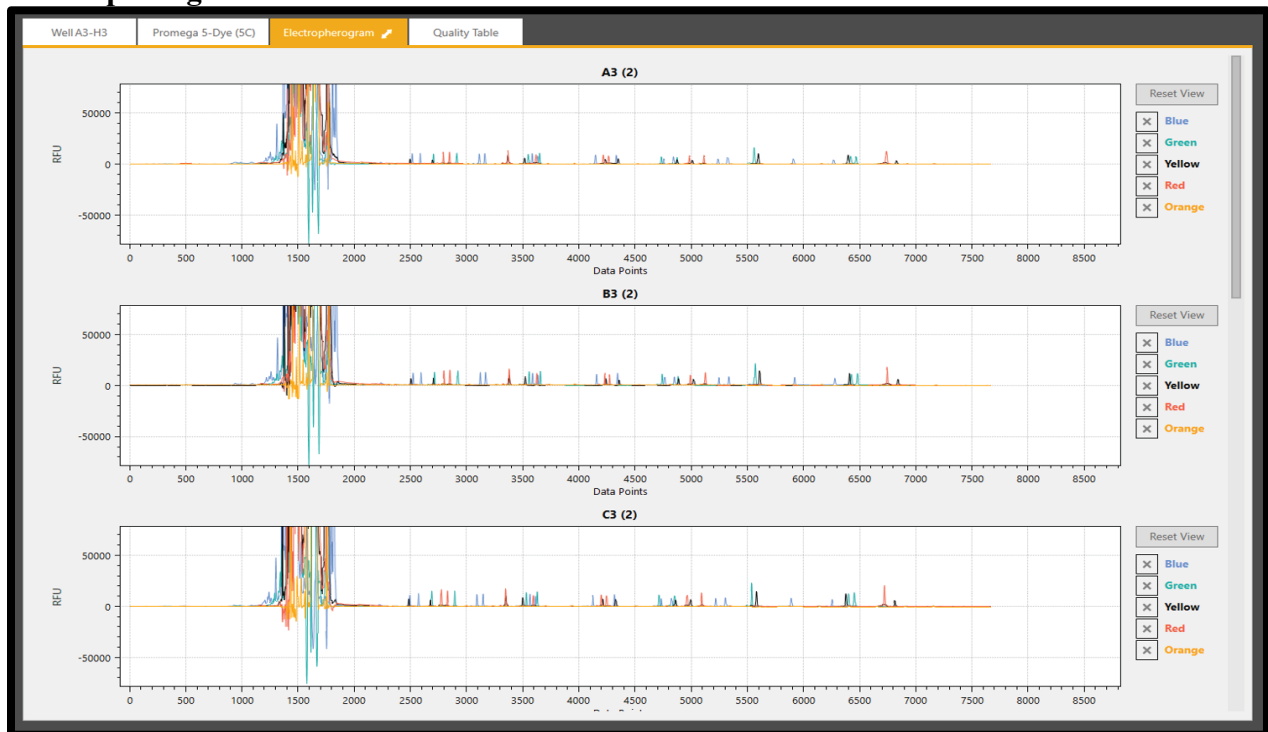 Well A3-H3 Promega 5-Dye (5C) Electropherogram Quality Table
A3 (2)
Reset View
Blue
Green
Yellow
Red
Orange
RFU
50000
0
-50000
0 500 1000 1500 2000 2500 3000 3500 4000 4500 5000 5500 6000 6500 7000 7500 8000 8500
Data Points
B3 (2)
Reset View
Blue
Green
Yellow
Red
Orange
RFU
50000
0
-50000
0 500 1000 1500 2000 2500 3000 3500 4000 4500 5000 5500 6000 6500 7000 7500 8000 8500
Data Points
C3 (2)
Reset View
Blue
Green
Yellow
Red
Orange
RFU
50000
0
-50000
0 500 1000 1500 2000 2500 3000 3500 4000 4500 5000 5500 6000 6500 7000 7500 8000 8500